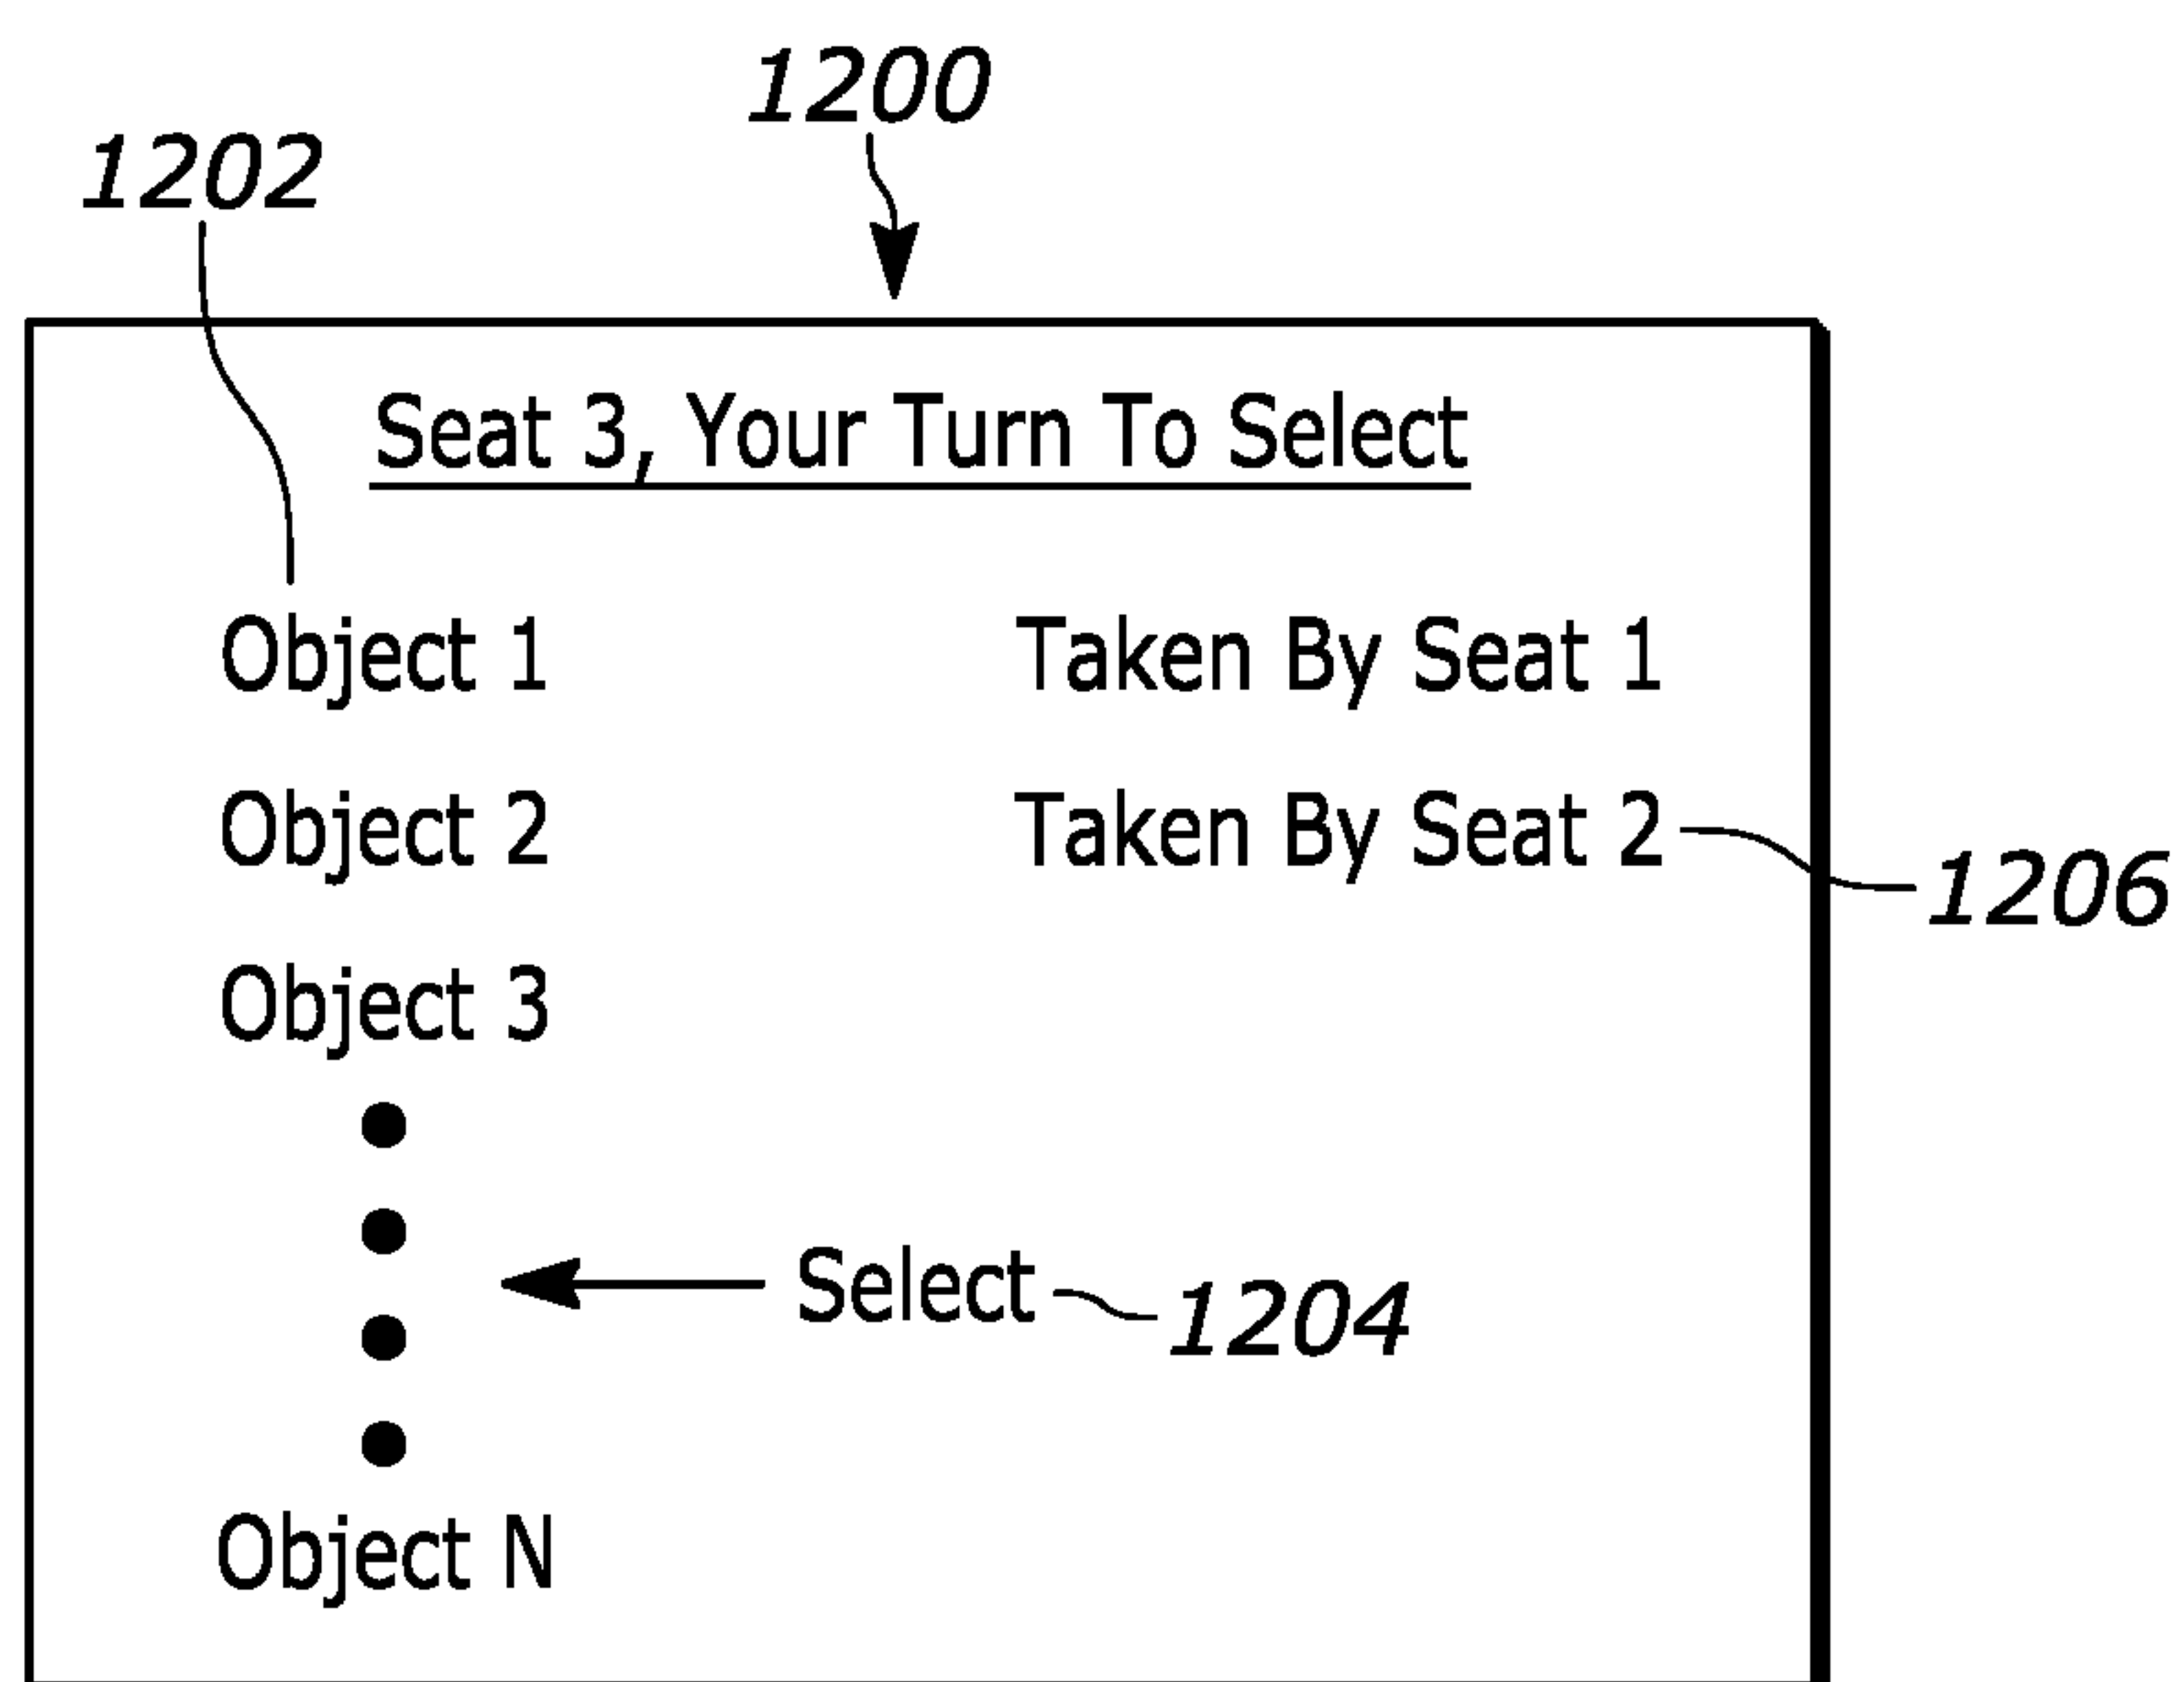 1200
1202
Seat 3, Your Turn To Select
Object 1 Taken By Seat 1
Object 2 Taken By Seat 2
1206
Object 3
Select 1204
Object N